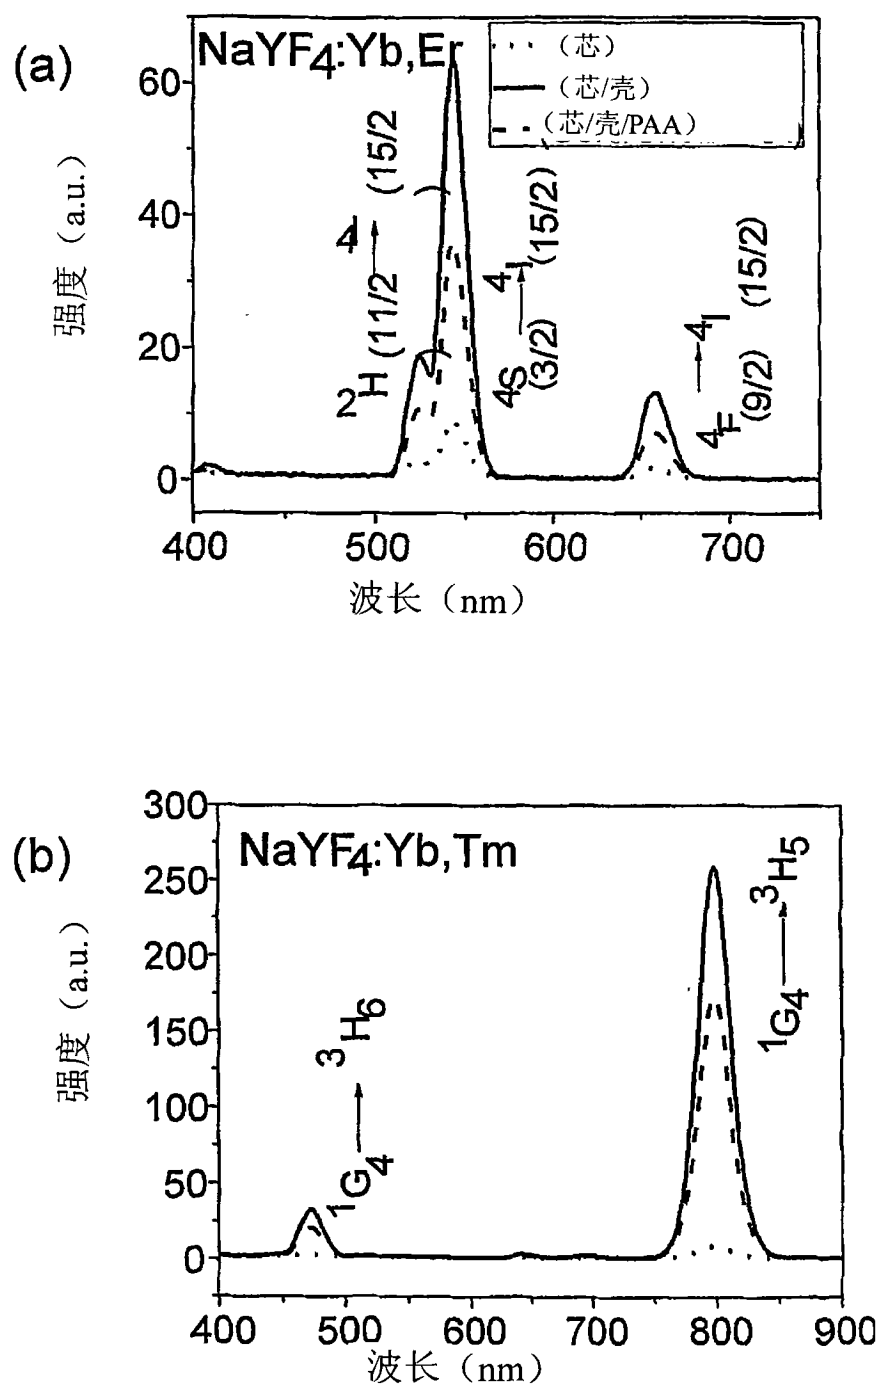 (a)
NaYF4:Yb,Er
(芯)
(芯/壳)
(芯/壳/PAA)
60
40
20
0
强度（a.u.）
2H (11/2
4I (15/2
4S (3/2)
4I (15/2)
4F (9/2)
4I (15/2)
400 500 600 700
波长（nm）
(b)
NaYF4:Yb,Tm
300
250
200
150
100
50
0
强度（a.u.）
1G4
3H6
1G4
3H5
400 500 600 700 800 900
波长（nm）